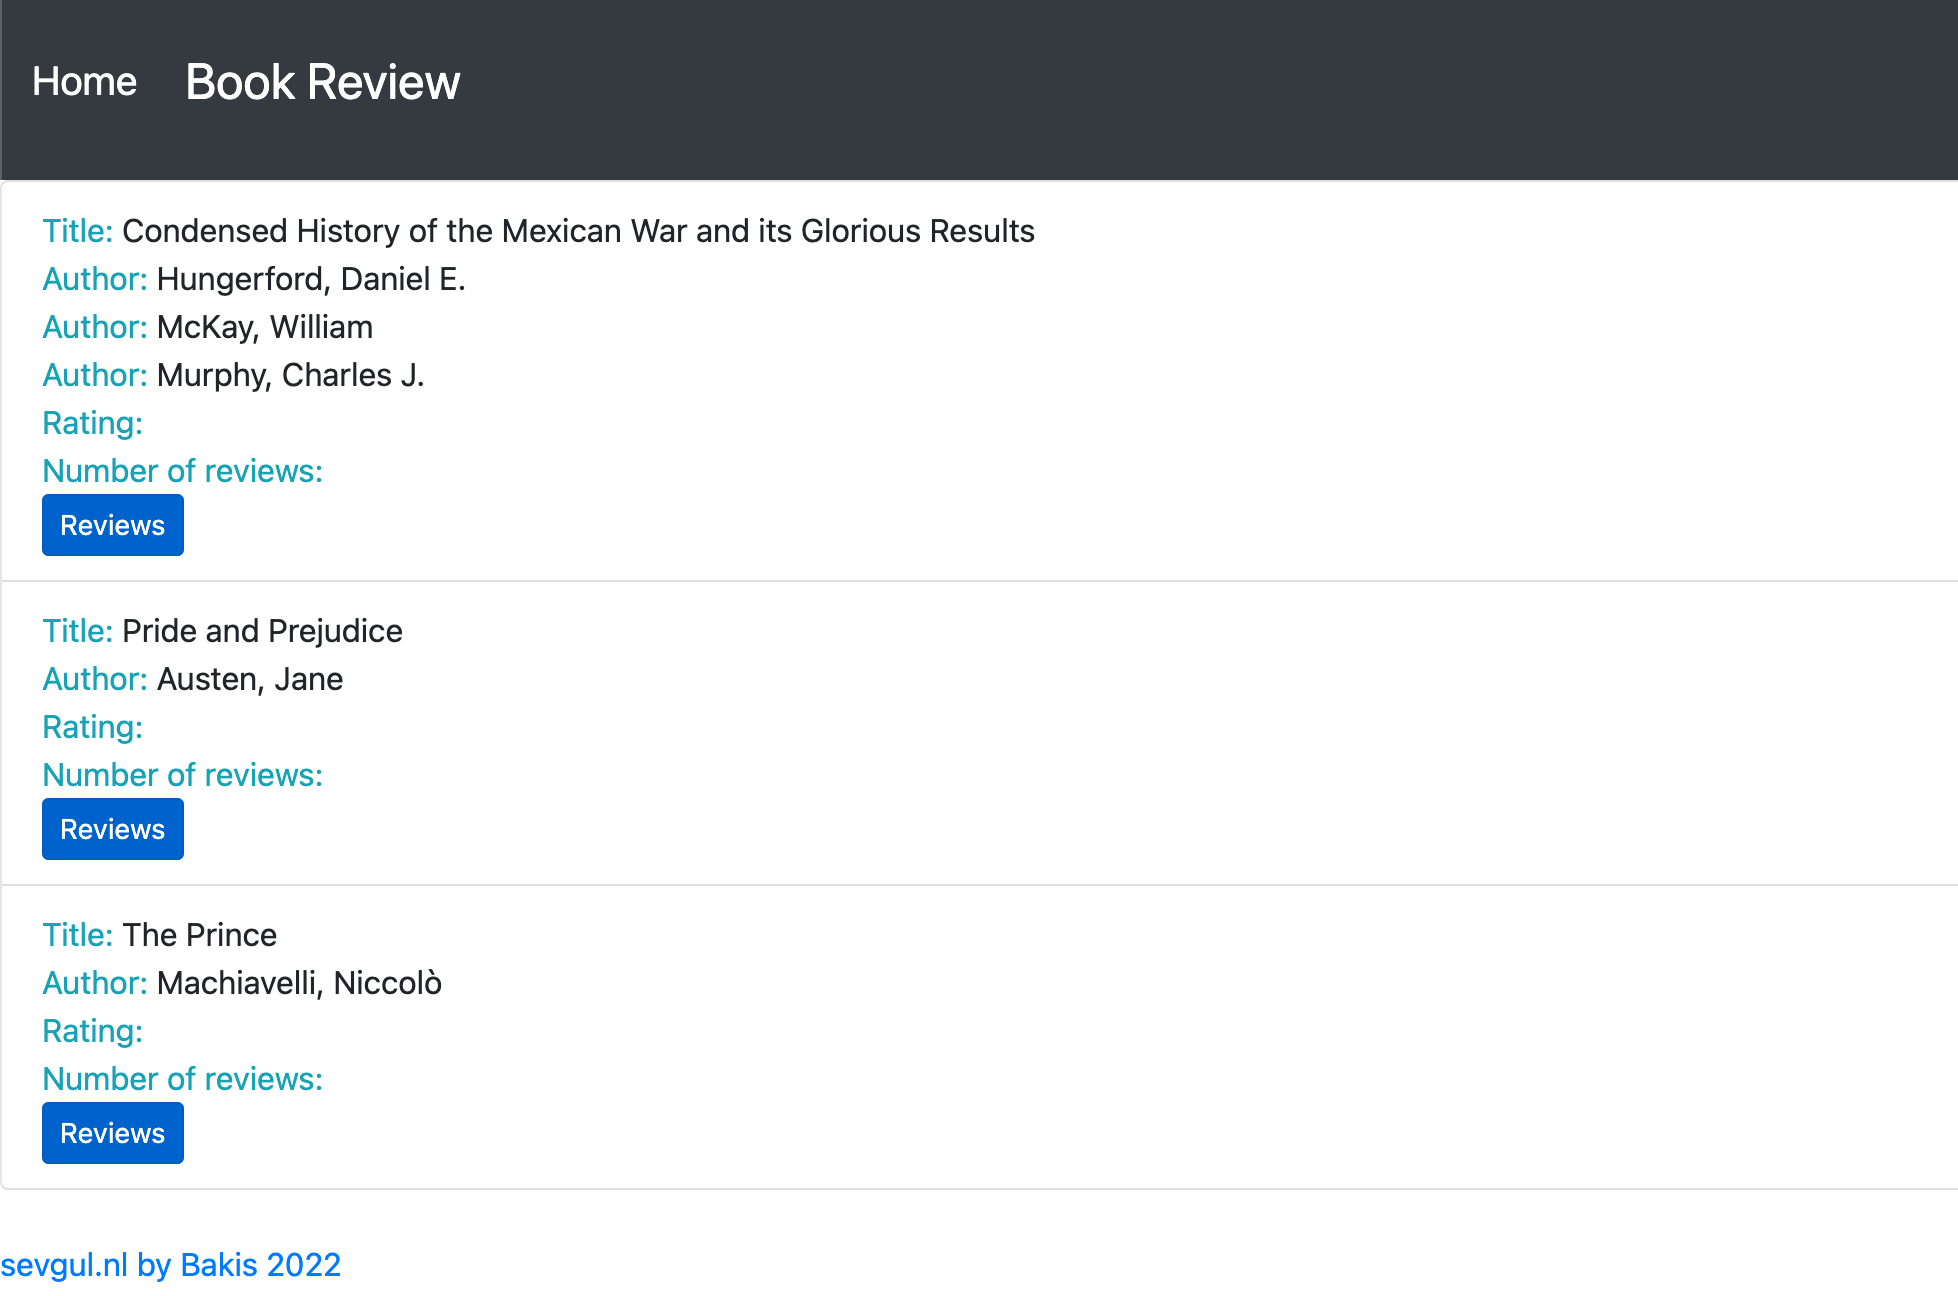 Home Book Review
Title: Condensed History of the Mexican War and its Glorious Results
Author: Hungerford, Daniel E.
Author: McKay, William
Author: Murphy, Charles J.
Rating:
Number of reviews:
Reviews
Title: Pride and Prejudice
Author: Austen, Jane
Rating:
Number of reviews:
Reviews
Title: The Prince
Author: Machiavelli, Niccolò
Rating:
Number of reviews:
Reviews
sevgul.nl by Bakis 2022